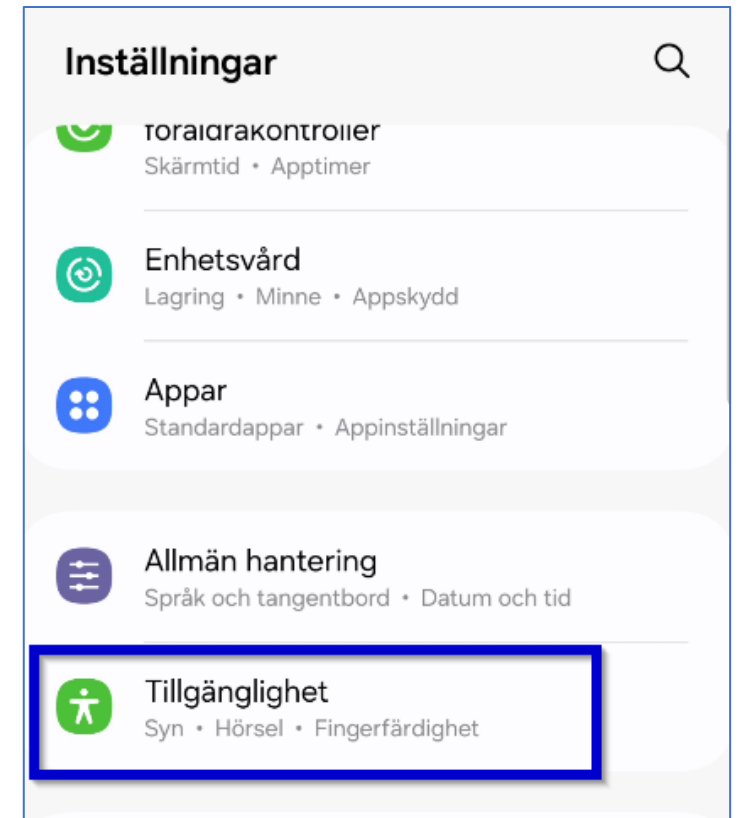 Inställningar
föräldrakontroller
Skärmtid • Apptimer
Enhetsvård
Lagring • Minne • Appskydd
Appar
Standardappar • Appinställningar
Allmän hantering
Språk och tangentbord • Datum och tid
Tillgänglighet
Syn • Hörsel • Fingerfärdighet